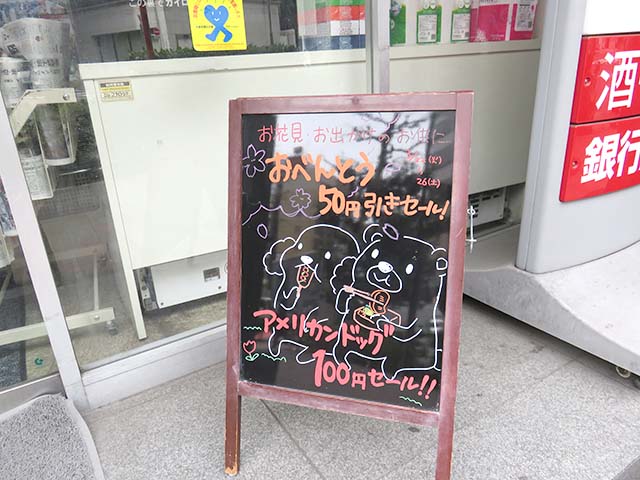 お花見・お出かけのお供に
おべんとう
26(土)
50円引きセール!
アメリカンドッグ
100円セール!!
酒
銀行